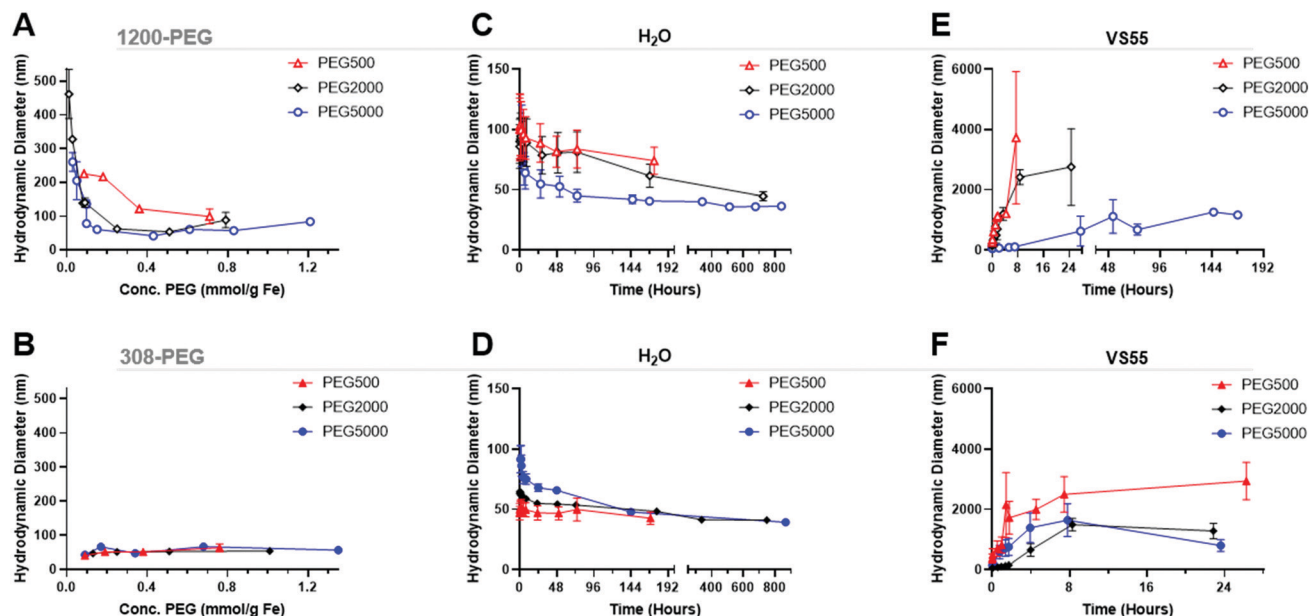 A
1200-PEG
Hydrodynamic Diameter (nm)
500
400
300
200
100
0
0.0
0.4
0.8
1.2
Conc. PEG (mmol/g Fe)
PEG500
PEG2000
PEG5000
C
H₂O
Hydrodynamic Diameter (nm)
150
100
50
0
0
48
96
144
192
400
600
800
Time (Hours)
PEG500
PEG2000
PEG5000
E
VS55
Hydrodynamic Diameter (nm)
6000
4000
2000
0
0
8
16
24
48
96
144
192
Time (Hours)
PEG500
PEG2000
PEG5000
B
308-PEG
Hydrodynamic Diameter (nm)
500
400
300
200
100
0
0.0
0.4
0.8
1.2
Conc. PEG (mmol/g Fe)
PEG500
PEG2000
PEG5000
D
H₂O
Hydrodynamic Diameter (nm)
150
100
50
0
0
48
96
144
192
400
600
800
Time (Hours)
PEG500
PEG2000
PEG5000
F
VS55
Hydrodynamic Diameter (nm)
6000
4000
2000
0
0
8
16
24
Time (Hours)
PEG500
PEG2000
PEG5000